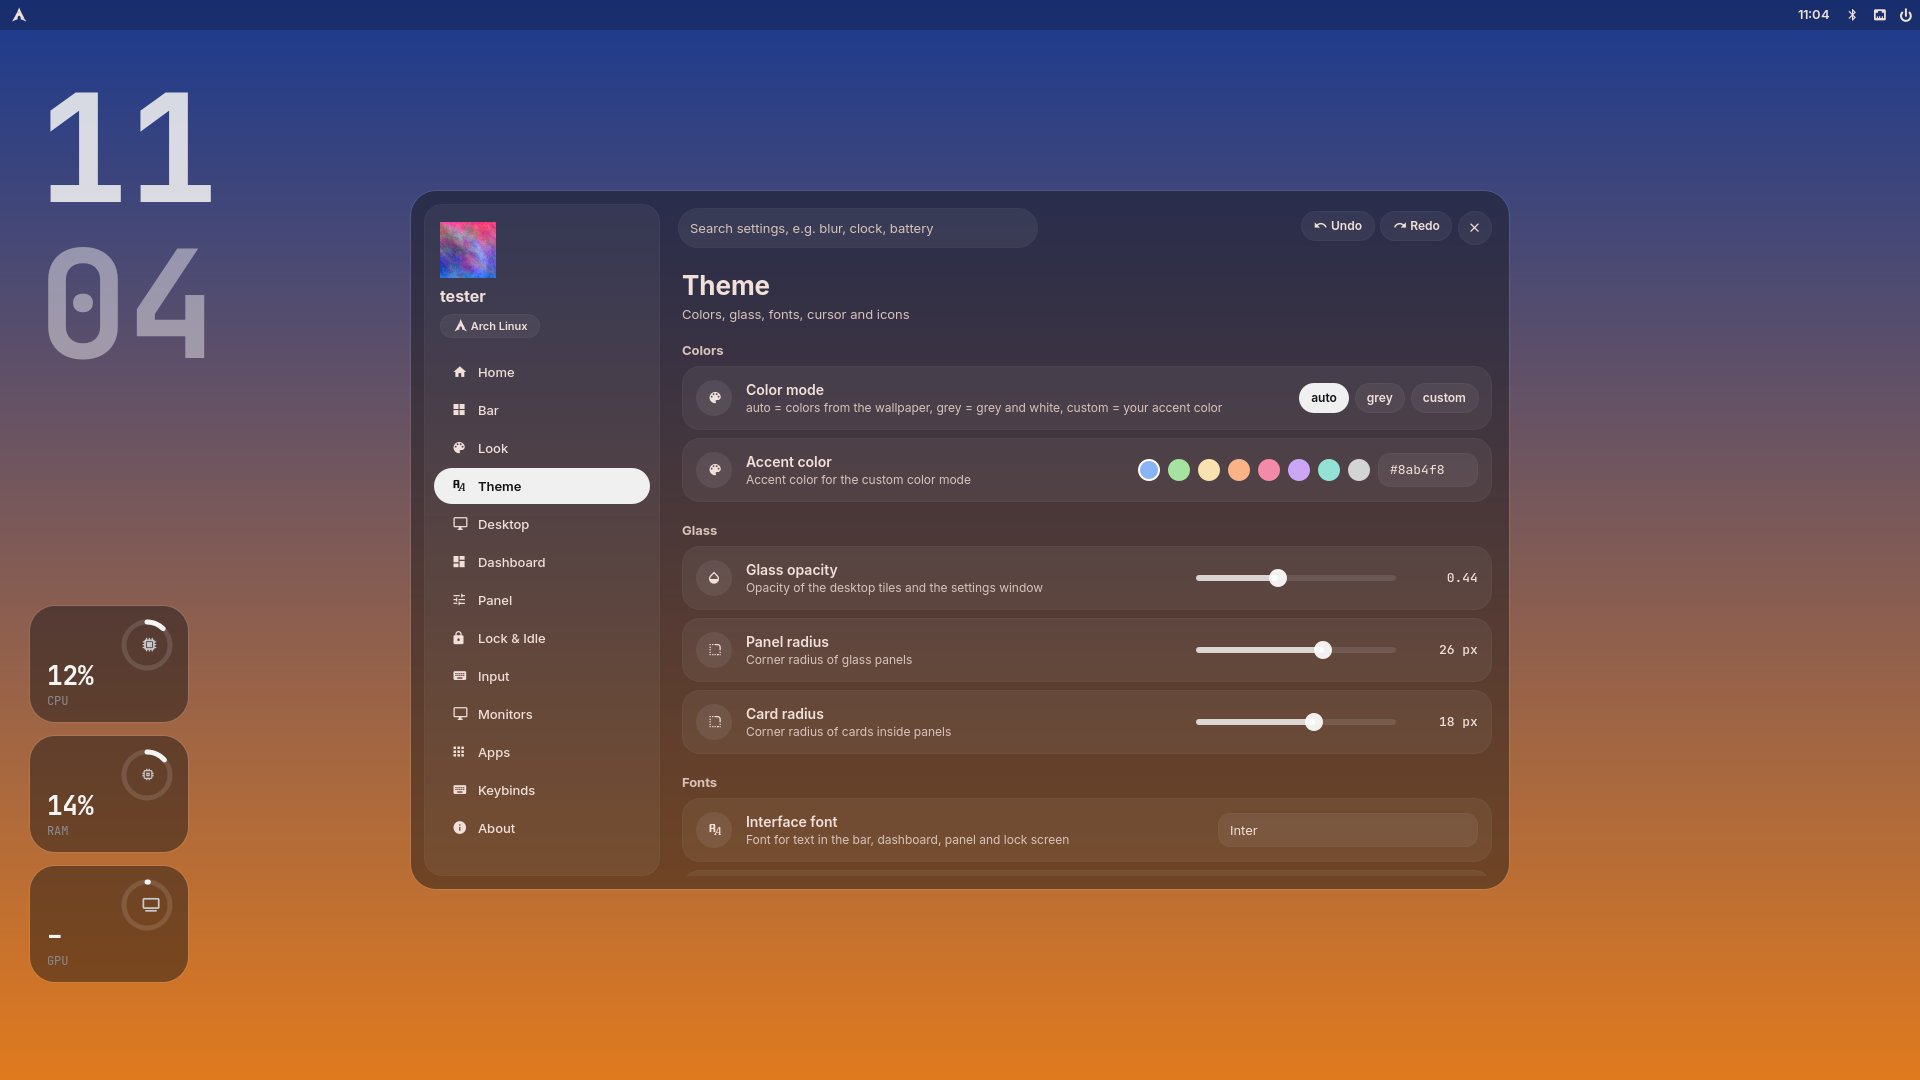 11:04
11
04
12%
CPU
14%
RAM
–
GPU
tester
Arch Linux
Home
Bar
Look
Theme
Desktop
Dashboard
Panel
Lock & Idle
Input
Monitors
Apps
Keybinds
About
Search settings, e.g. blur, clock, battery
Undo
Redo
Theme
Colors, glass, fonts, cursor and icons
Colors
Color mode
auto = colors from the wallpaper, grey = grey and white, custom = your accent color
auto
grey
custom
Accent color
Accent color for the custom color mode
#8ab4f8
Glass
Glass opacity
Opacity of the desktop tiles and the settings window
0.44
Panel radius
Corner radius of glass panels
26 px
Card radius
Corner radius of cards inside panels
18 px
Fonts
Interface font
Font for text in the bar, dashboard, panel and lock screen
Inter